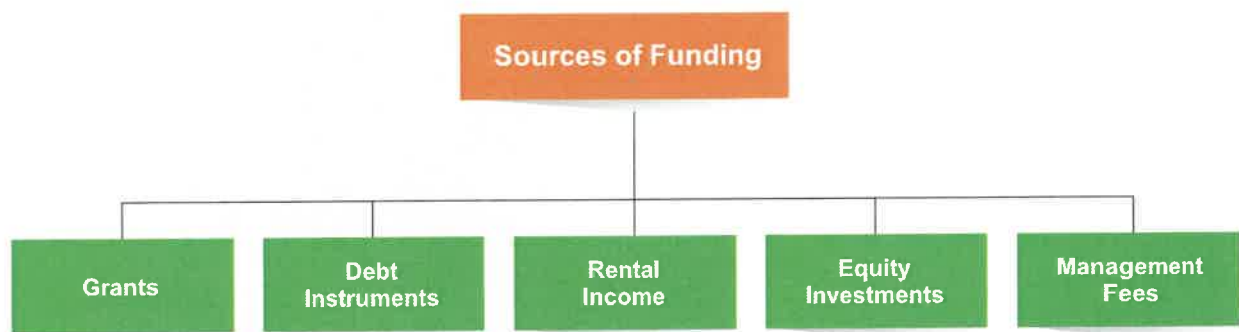 Sources of Funding
Grants
Debt
Instruments
Rental
Income
Equity
Investments
Management
Fees